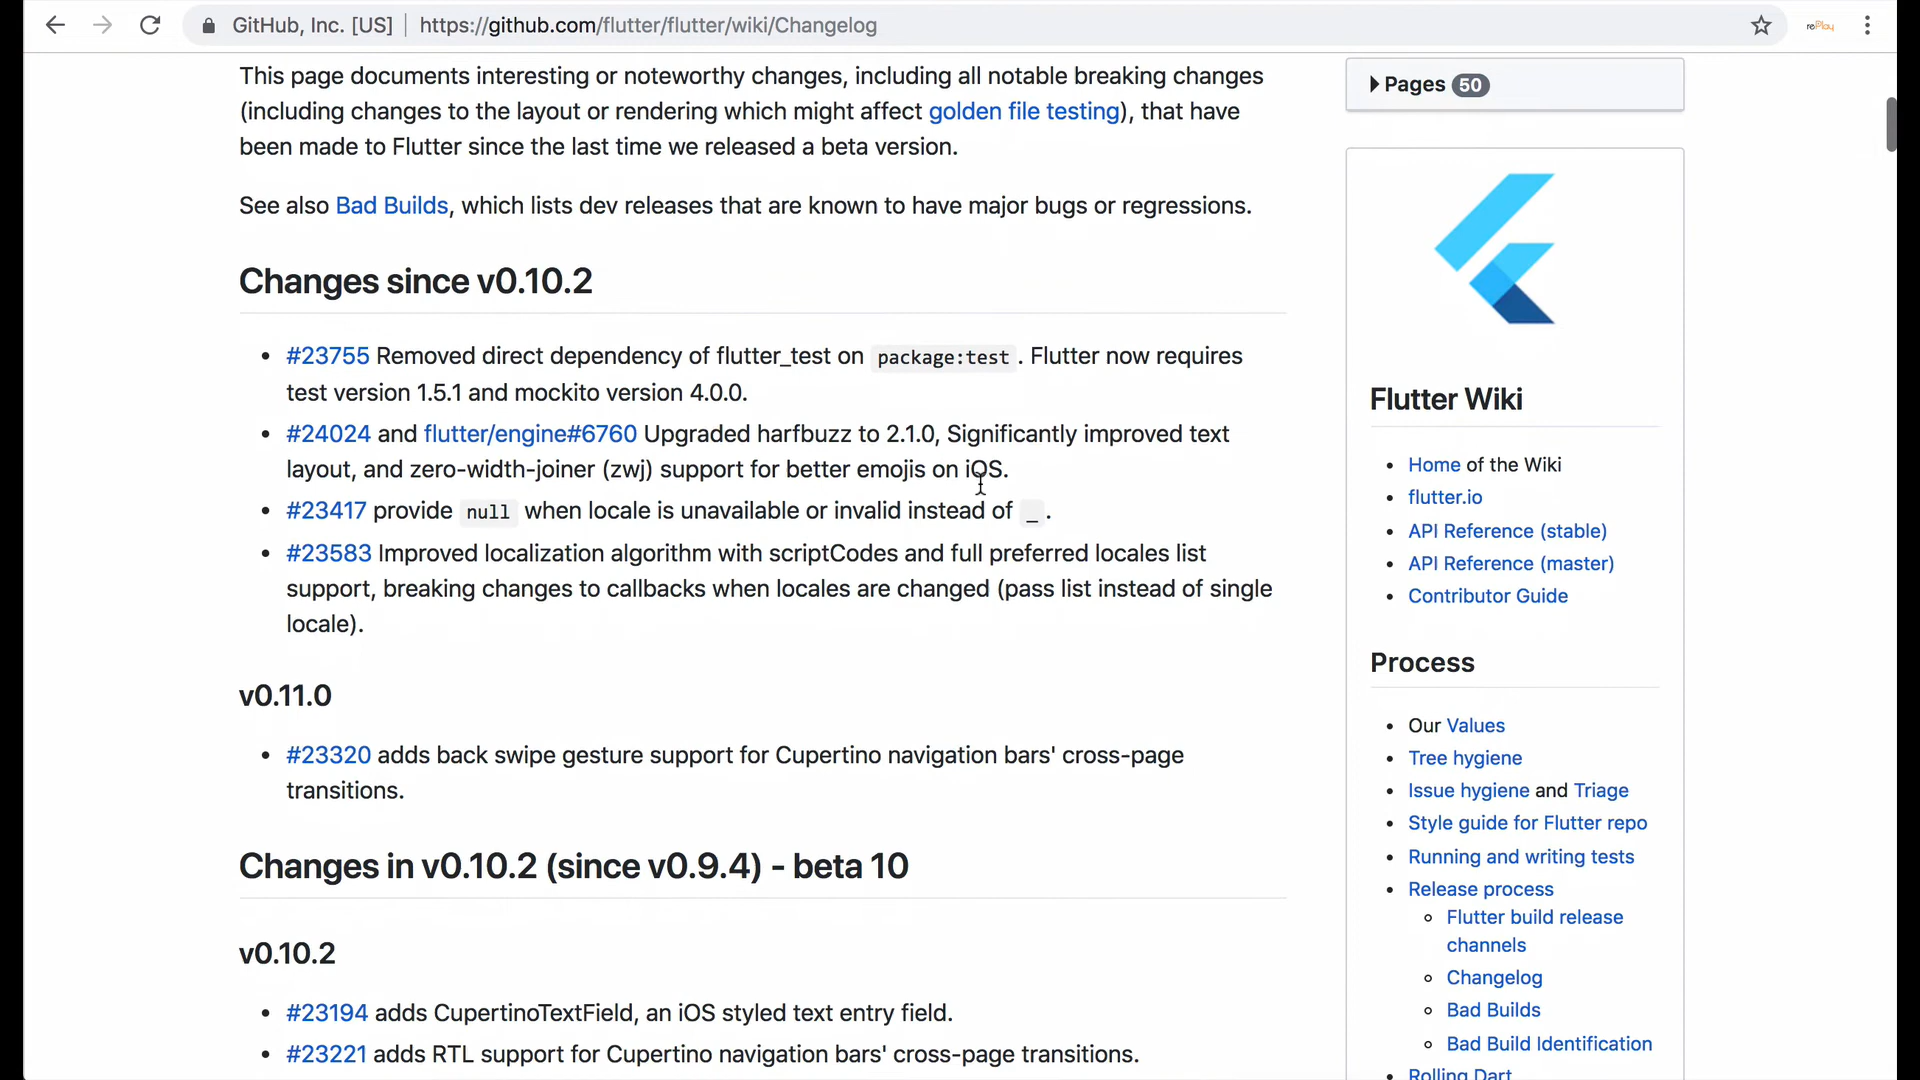 GitHub, Inc. [US] https://github.com/flutter/flutter/wiki/Changelog
rePlay
This page documents interesting or noteworthy changes, including all notable breaking changes
(including changes to the layout or rendering which might affect golden file testing), that have
been made to Flutter since the last time we released a beta version.
See also Bad Builds, which lists dev releases that are known to have major bugs or regressions.
Changes since v0.10.2
• #23755 Removed direct dependency of flutter_test on package:test . Flutter now requires
test version 1.5.1 and mockito version 4.0.0.
• #24024 and flutter/engine#6760 Upgraded harfbuzz to 2.1.0, Significantly improved text
layout, and zero-width-joiner (zwj) support for better emojis on iOS.
• #23417 provide null when locale is unavailable or invalid instead of _ .
• #23583 Improved localization algorithm with scriptCodes and full preferred locales list
support, breaking changes to callbacks when locales are changed (pass list instead of single
locale).
v0.11.0
• #23320 adds back swipe gesture support for Cupertino navigation bars' cross-page
transitions.
Changes in v0.10.2 (since v0.9.4) - beta 10
v0.10.2
• #23194 adds CupertinoTextField, an iOS styled text entry field.
• #23221 adds RTL support for Cupertino navigation bars' cross-page transitions.
Pages 50
Flutter Wiki
• Home of the Wiki
• flutter.io
• API Reference (stable)
• API Reference (master)
• Contributor Guide
Process
• Our Values
• Tree hygiene
• Issue hygiene and Triage
• Style guide for Flutter repo
• Running and writing tests
• Release process
◦ Flutter build release
channels
◦ Changelog
◦ Bad Builds
◦ Bad Build Identification
• Rolling Dart